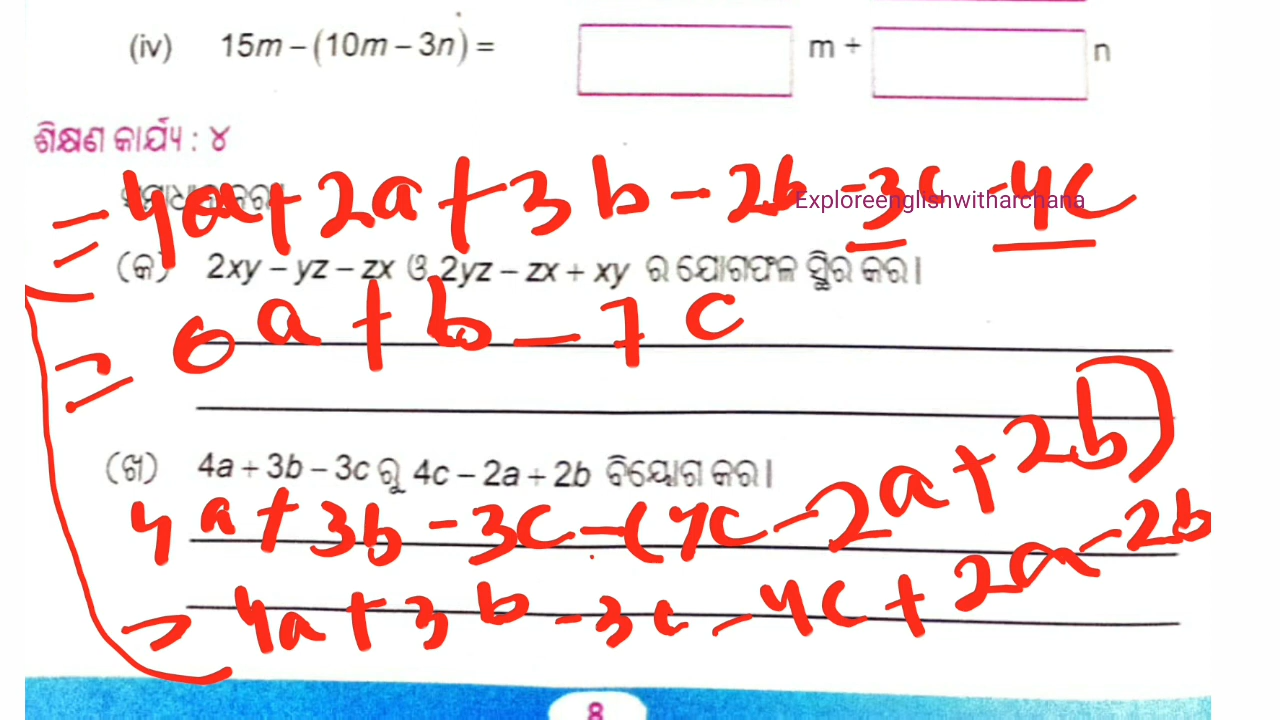 (iv) 15m – (10m – 3n) = m + n
ଶିକ୍ଷଣ କାର୍ଯ୍ୟ : ୪
= 4a + 2a + 3b - 2b - 3c - 4c
Exploreenglishwitharchana
(କ) 2xy – yz – zx ଓ 2yz – zx + xy ର ଯୋଗଫଳ ସ୍ଥିର କର।
= 6a + b - 7c
(ଖ) 4a + 3b – 3c ରୁ 4c – 2a + 2b ବିୟୋଗ କର।
4a + 3b - 3c - (4c - 2a + 2b)
= 4a + 3b - 3c - 4c + 2a - 2b
8